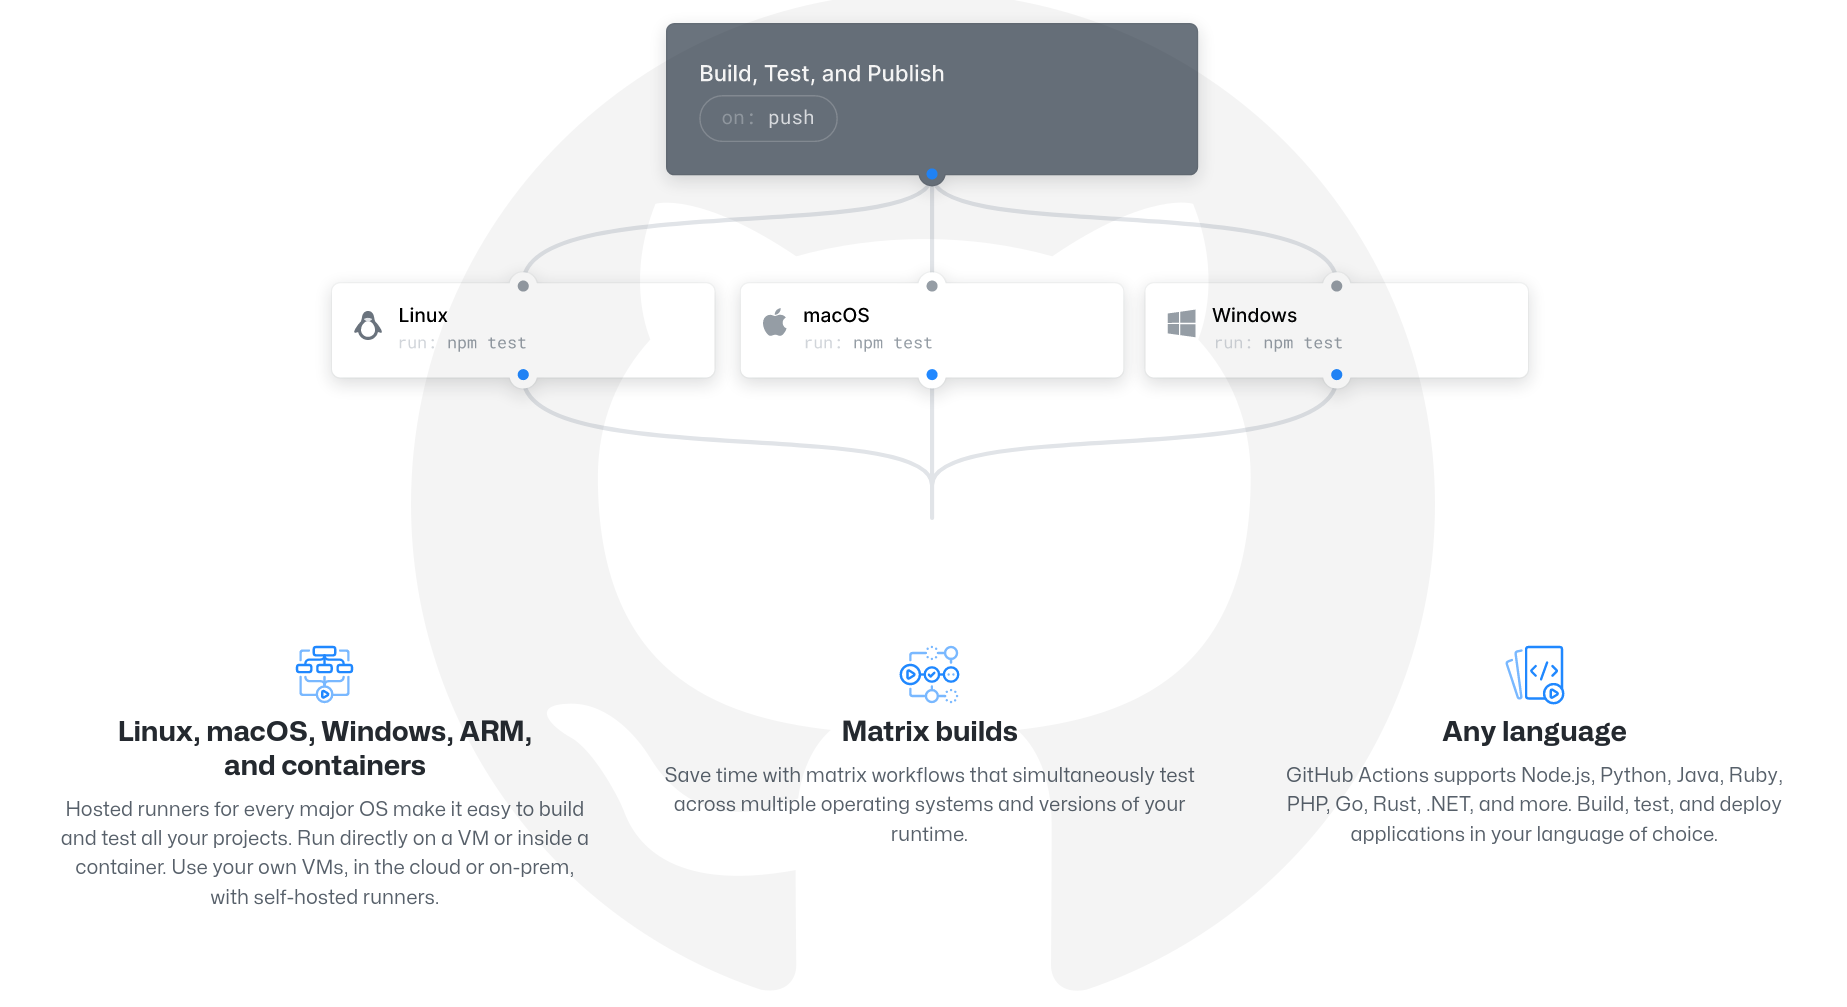 Build, Test, and Publish
on: push
Linux
run: npm test
macOS
run: npm test
Windows
run: npm test
Linux, macOS, Windows, ARM,
and containers
Hosted runners for every major OS make it easy to build
and test all your projects. Run directly on a VM or inside a
container. Use your own VMs, in the cloud or on-prem,
with self-hosted runners.
Matrix builds
Save time with matrix workflows that simultaneously test
across multiple operating systems and versions of your
runtime.
Any language
GitHub Actions supports Node.js, Python, Java, Ruby,
PHP, Go, Rust, .NET, and more. Build, test, and deploy
applications in your language of choice.